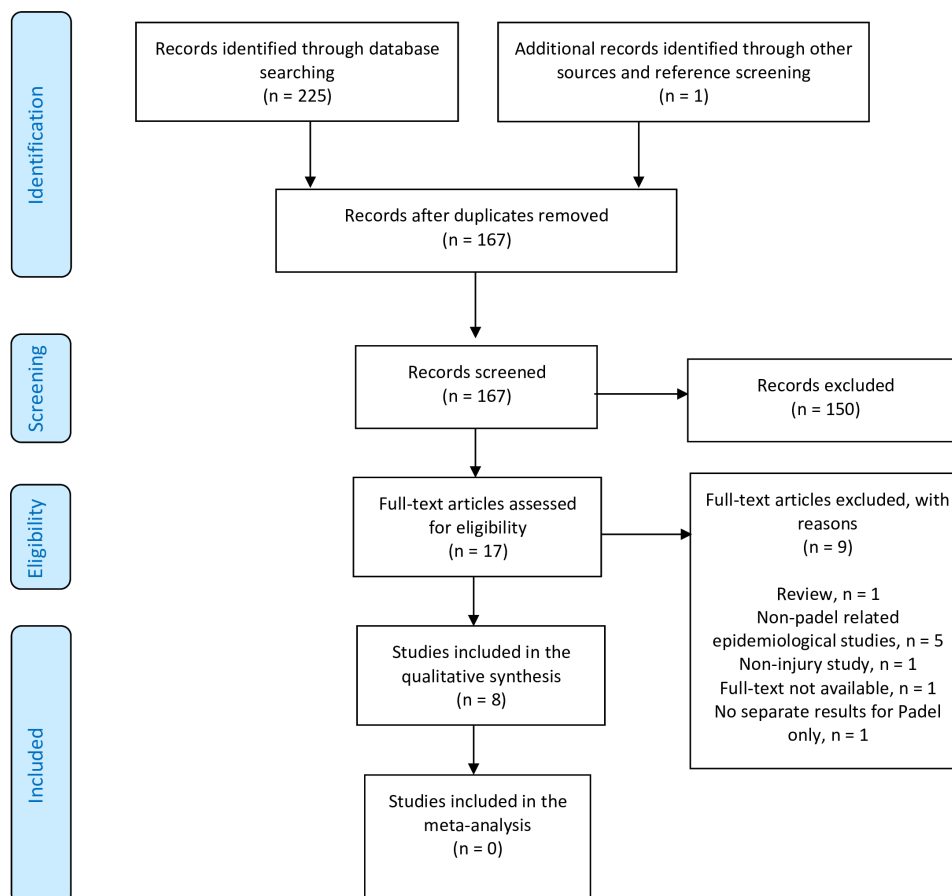 Identification
Records identified through database
searching
(n = 225)
Additional records identified through other
sources and reference screening
(n = 1)
Records after duplicates removed
(n = 167)
Screening
Records screened
(n = 167)
Records excluded
(n = 150)
Eligibility
Full-text articles assessed
for eligibility
(n = 17)
Full-text articles excluded, with
reasons
(n = 9)
Review, n = 1
Non-padel related
epidemiological studies, n = 5
Non-injury study, n = 1
Full-text not available, n = 1
No separate results for Padel
only, n = 1
Included
Studies included in the
qualitative synthesis
(n = 8)
Studies included in the
meta-analysis
(n = 0)